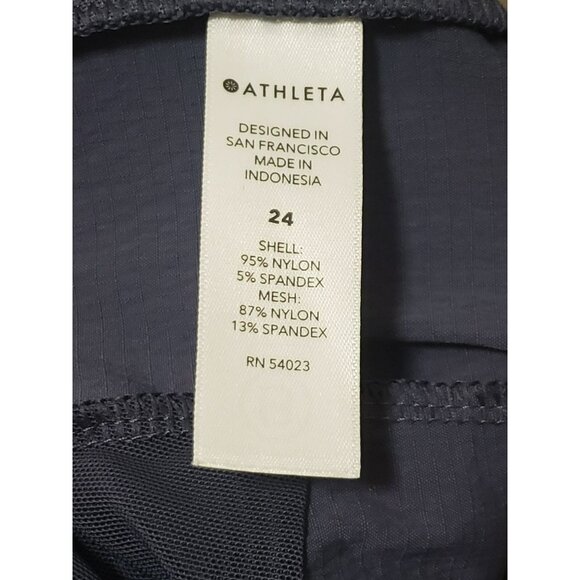 ATHLETA
DESIGNED IN
SAN FRANCISCO
MADE IN
INDONESIA
24
SHELL:
95% NYLON
5% SPANDEX
MESH:
87% NYLON
13% SPANDEX
RN 54023